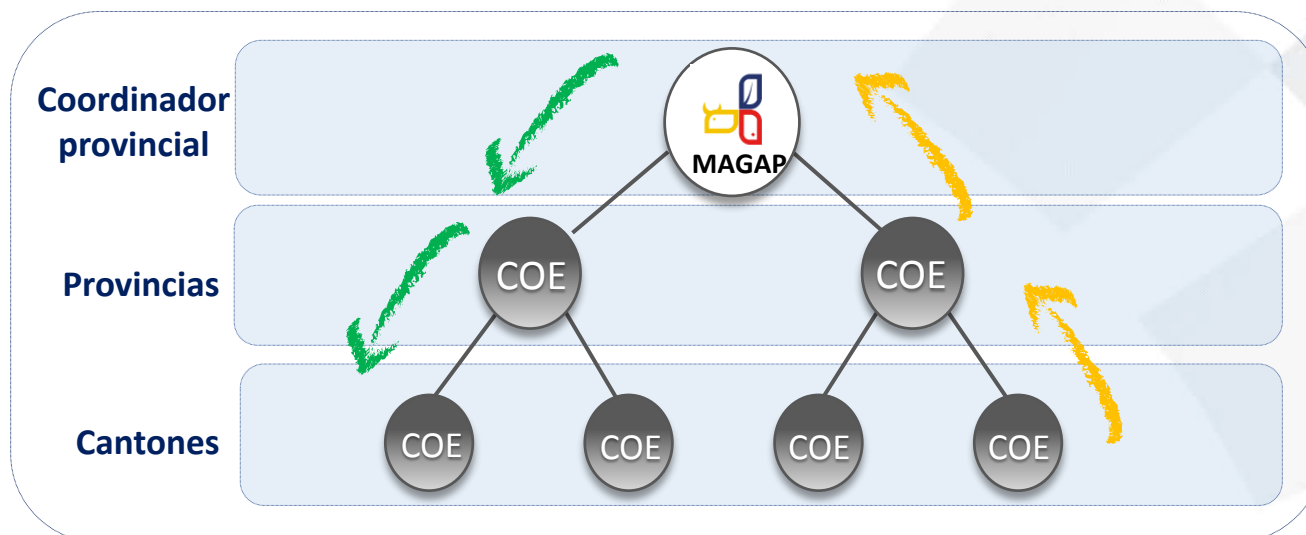 Coordinador
provincial
MAGAP
Provincias
COE
COE
Cantones
COE
COE
COE
COE